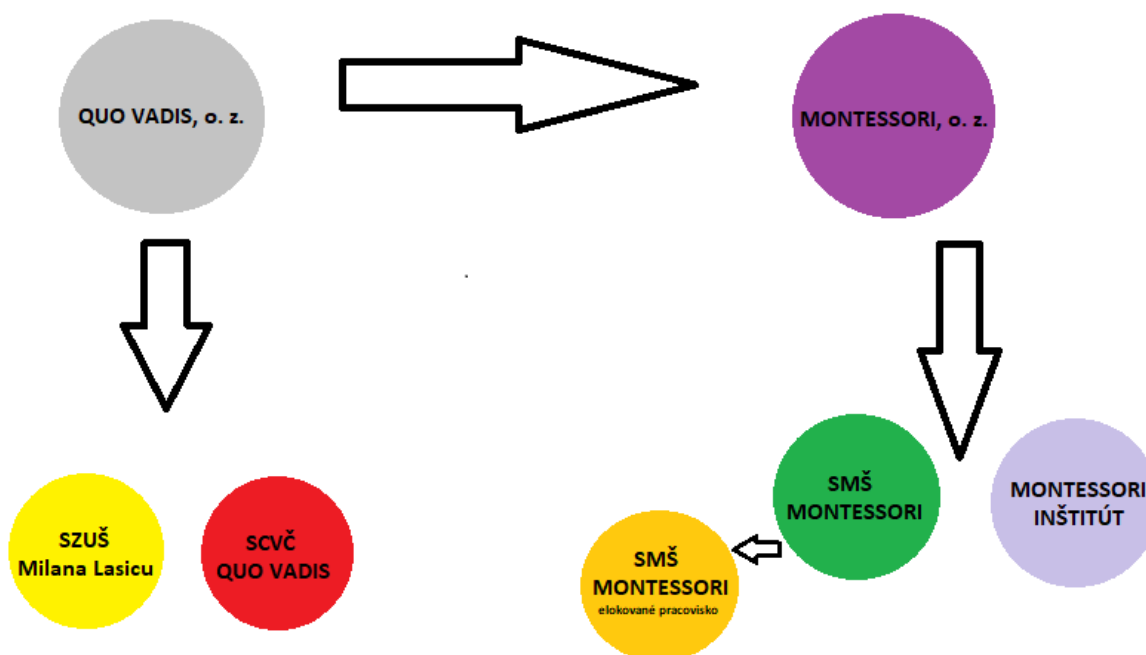 QUO VADIS, o. z.
MONTESSORI, o. z.
SZUŠ
Milana Lasicu
SCVČ
QUO VADIS
SMŠ
MONTESSORI
elokované pracovisko
SMŠ
MONTESSORI
MONTESSORI
INŠTITÚT